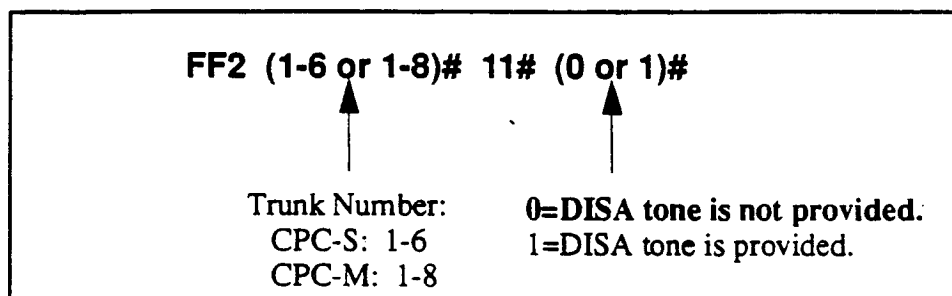 FF2 (1-6 or 1-8)# 11# (0 or 1)#
Trunk Number:
CPC-S: 1-6
CPC-M: 1-8
0=DISA tone is not provided.
1=DISA tone is provided.